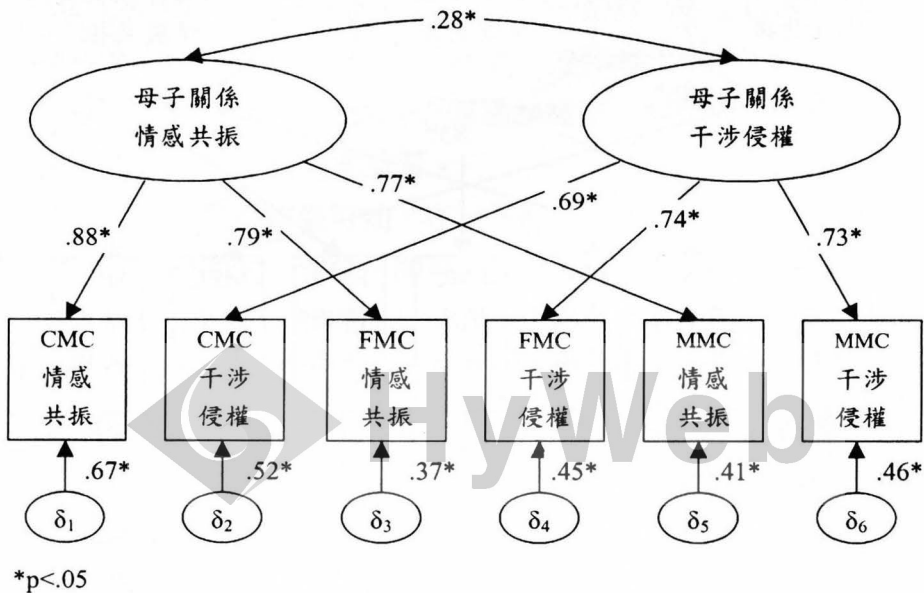 .28*
母子關係
情感共振
母子關係
干涉侵權
.88*
.79*
.77*
.69*
.74*
.73*
CMC
情感
共振
CMC
干涉
侵權
FMC
情感
共振
FMC
干涉
侵權
MMC
情感
共振
MMC
干涉
侵權
HyWeb
.67*
.52*
.37*
.45*
.41*
.46*
δ1
δ2
δ3
δ4
δ5
δ6
*p<.05